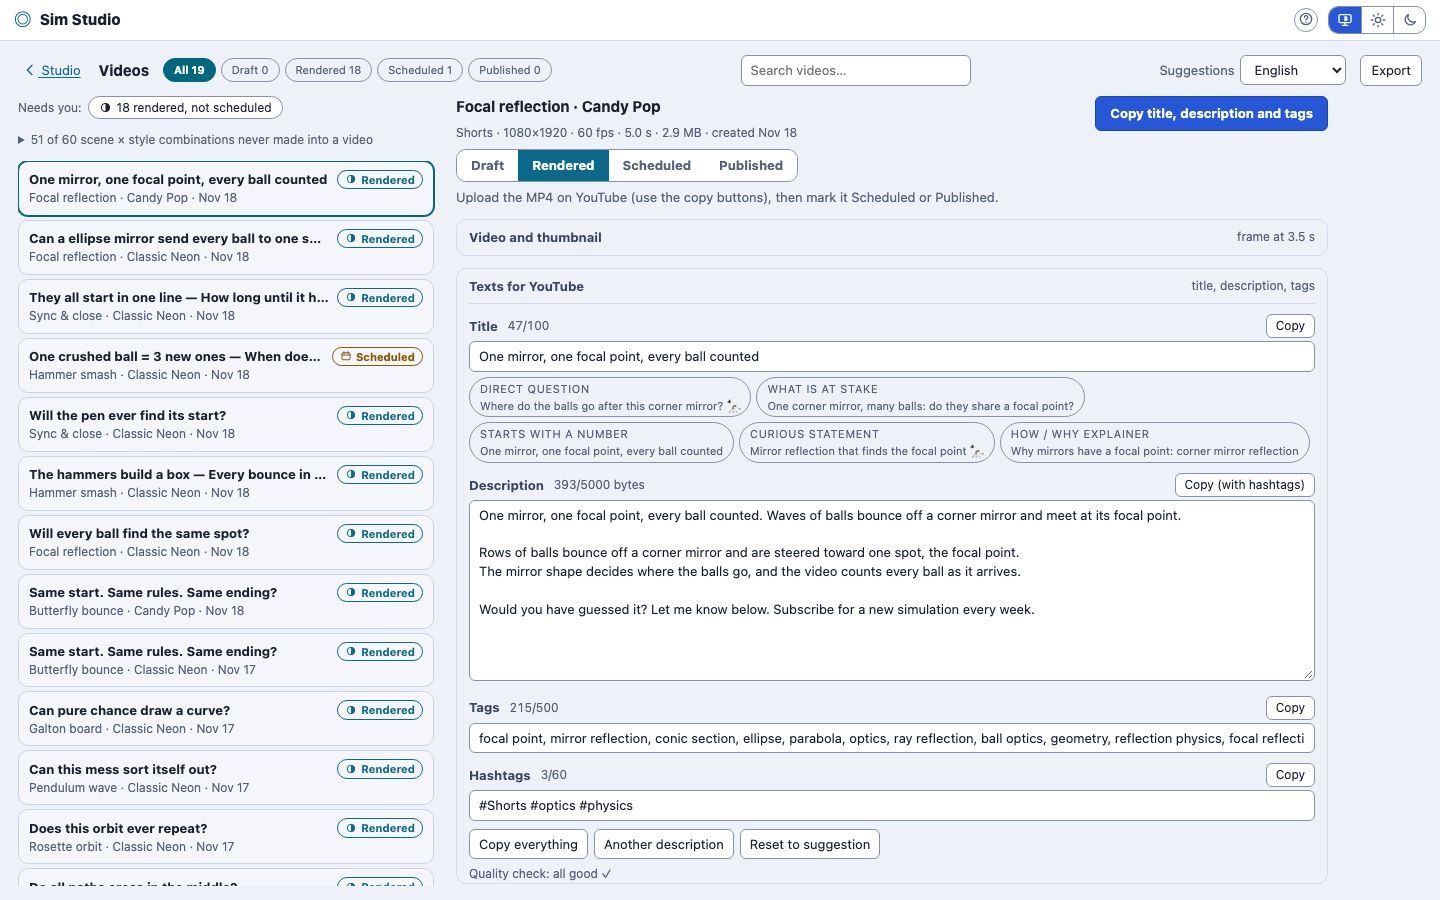 Sim Studio
Studio
Videos
All 19
Draft 0
Rendered 18
Scheduled 1
Published 0
Search videos...
Suggestions
English
Export
Needs you:
18 rendered, not scheduled
51 of 60 scene × style combinations never made into a video
One mirror, one focal point, every ball counted
Rendered
Focal reflection · Candy Pop · Nov 18
Can a ellipse mirror send every ball to one s...
Rendered
Focal reflection · Classic Neon · Nov 18
They all start in one line — How long until it h...
Rendered
Sync & close · Classic Neon · Nov 18
One crushed ball = 3 new ones — When doe...
Scheduled
Hammer smash · Classic Neon · Nov 18
Will the pen ever find its start?
Rendered
Sync & close · Classic Neon · Nov 18
The hammers build a box — Every bounce in ...
Rendered
Hammer smash · Classic Neon · Nov 18
Will every ball find the same spot?
Rendered
Focal reflection · Classic Neon · Nov 18
Same start. Same rules. Same ending?
Rendered
Butterfly bounce · Candy Pop · Nov 18
Same start. Same rules. Same ending?
Rendered
Butterfly bounce · Classic Neon · Nov 17
Can pure chance draw a curve?
Rendered
Galton board · Classic Neon · Nov 17
Can this mess sort itself out?
Rendered
Pendulum wave · Classic Neon · Nov 17
Does this orbit ever repeat?
Rendered
Rosette orbit · Classic Neon · Nov 17
Focal reflection · Candy Pop
Shorts · 1080×1920 · 60 fps · 5.0 s · 2.9 MB · created Nov 18
Copy title, description and tags
Draft
Rendered
Scheduled
Published
Upload the MP4 on YouTube (use the copy buttons), then mark it Scheduled or Published.
Video and thumbnail
frame at 3.5 s
Texts for YouTube
title, description, tags
Title 47/100
Copy
One mirror, one focal point, every ball counted
DIRECT QUESTION
Where do the balls go after this corner mirror?
WHAT IS AT STAKE
One corner mirror, many balls: do they share a focal point?
STARTS WITH A NUMBER
One mirror, one focal point, every ball counted
CURIOUS STATEMENT
Mirror reflection that finds the focal point
HOW / WHY EXPLAINER
Why mirrors have a focal point: corner mirror reflection
Description 393/5000 bytes
Copy (with hashtags)
One mirror, one focal point, every ball counted. Waves of balls bounce off a corner mirror and meet at its focal point.
Rows of balls bounce off a corner mirror and are steered toward one spot, the focal point.
The mirror shape decides where the balls go, and the video counts every ball as it arrives.
Would you have guessed it? Let me know below. Subscribe for a new simulation every week.
Tags 215/500
Copy
focal point, mirror reflection, conic section, ellipse, parabola, optics, ray reflection, ball optics, geometry, reflection physics, focal reflecti
Hashtags 3/60
Copy
#Shorts #optics #physics
Copy everything
Another description
Reset to suggestion
Quality check: all good ✓